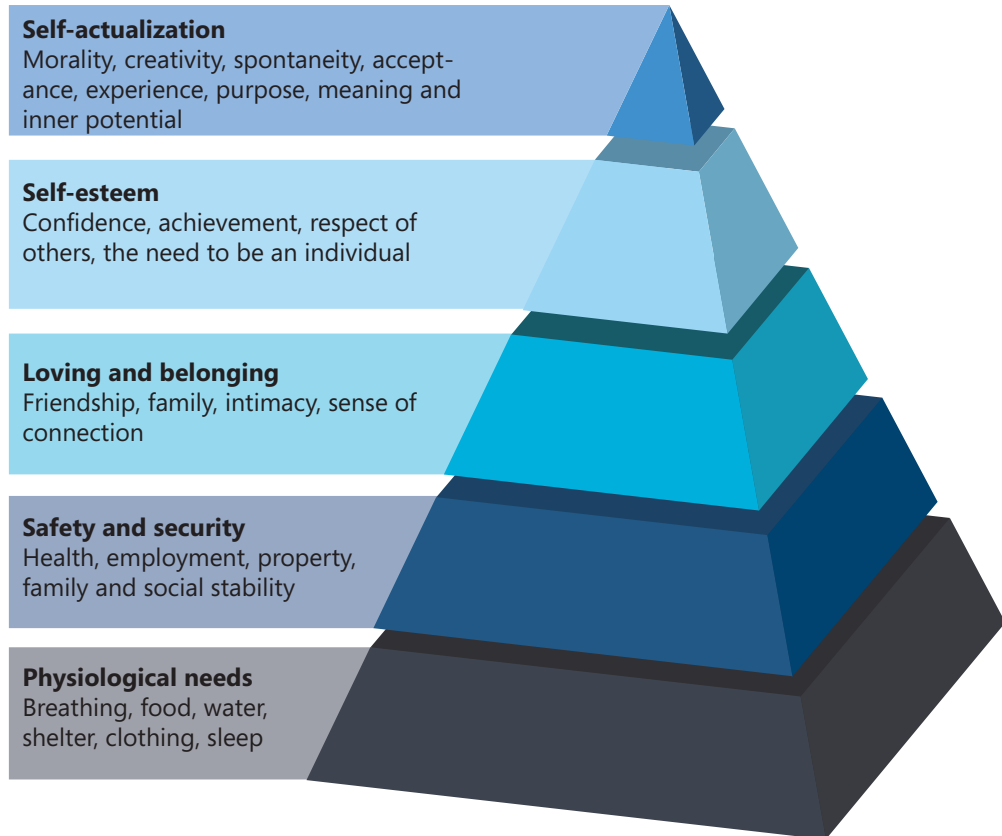 Self-actualization
Morality, creativity, spontaneity, accept-
ance, experience, purpose, meaning and
inner potential
Self-esteem
Confidence, achievement, respect of
others, the need to be an individual
Loving and belonging
Friendship, family, intimacy, sense of
connection
Safety and security
Health, employment, property,
family and social stability
Physiological needs
Breathing, food, water,
shelter, clothing, sleep